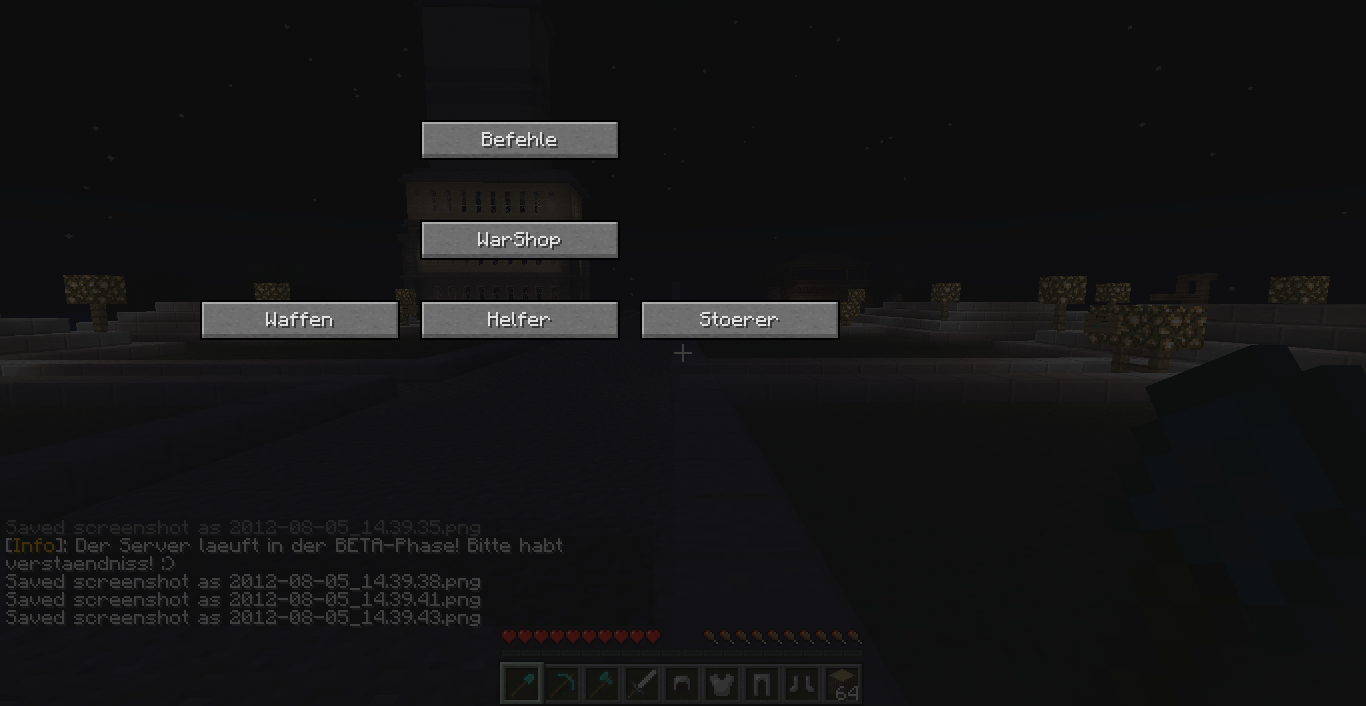 Befehle
WarShop
Waffen Helfer Stoerer
Saved screenshot as 2012-08-05_14.39.35.png
[Info]: Der Server laeuft in der BETA-Phase! Bitte habt
verstaendniss! :)
Saved screenshot as 2012-08-05_14.39.38.png
Saved screenshot as 2012-08-05_14.39.41.png
Saved screenshot as 2012-08-05_14.39.43.png
64